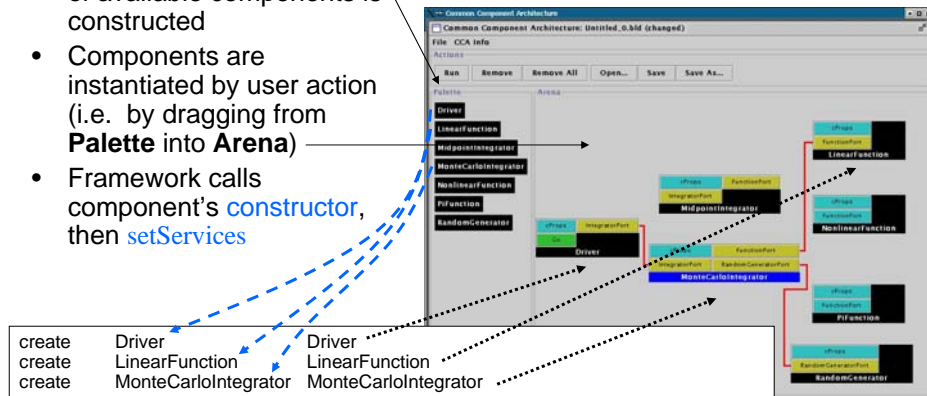 of available components is
constructed
• Components are
instantiated by user action
(i.e. by dragging from
Palette into Arena)
• Framework calls
component's constructor,
then setServices
Common Component Architecture
Common Component Architecture: Untitled_0.bld (changed)
File CCA Info
Actions
Run Remove Remove All Open... Save Save As...
Palette
Driver
LinearFunction
MidpointIntegrator
MonteCarloIntegrator
NonlinearFunction
PiFunction
RandomGenerator
Arena
cProps
FunctionPort
LinearFunction
cProps FunctionPort
IntegratorPort
MidpointIntegrator
cProps
FunctionPort
NonlinearFunction
cProps IntegratorPort
Go
Driver
cProps FunctionPort
IntegratorPort RandomGeneratorPort
MonteCarloIntegrator
cProps
FunctionPort
PiFunction
cProps
RandomGeneratorPort
RandomGenerator
create Driver Driver
create LinearFunction LinearFunction
create MonteCarloIntegrator MonteCarloIntegrator